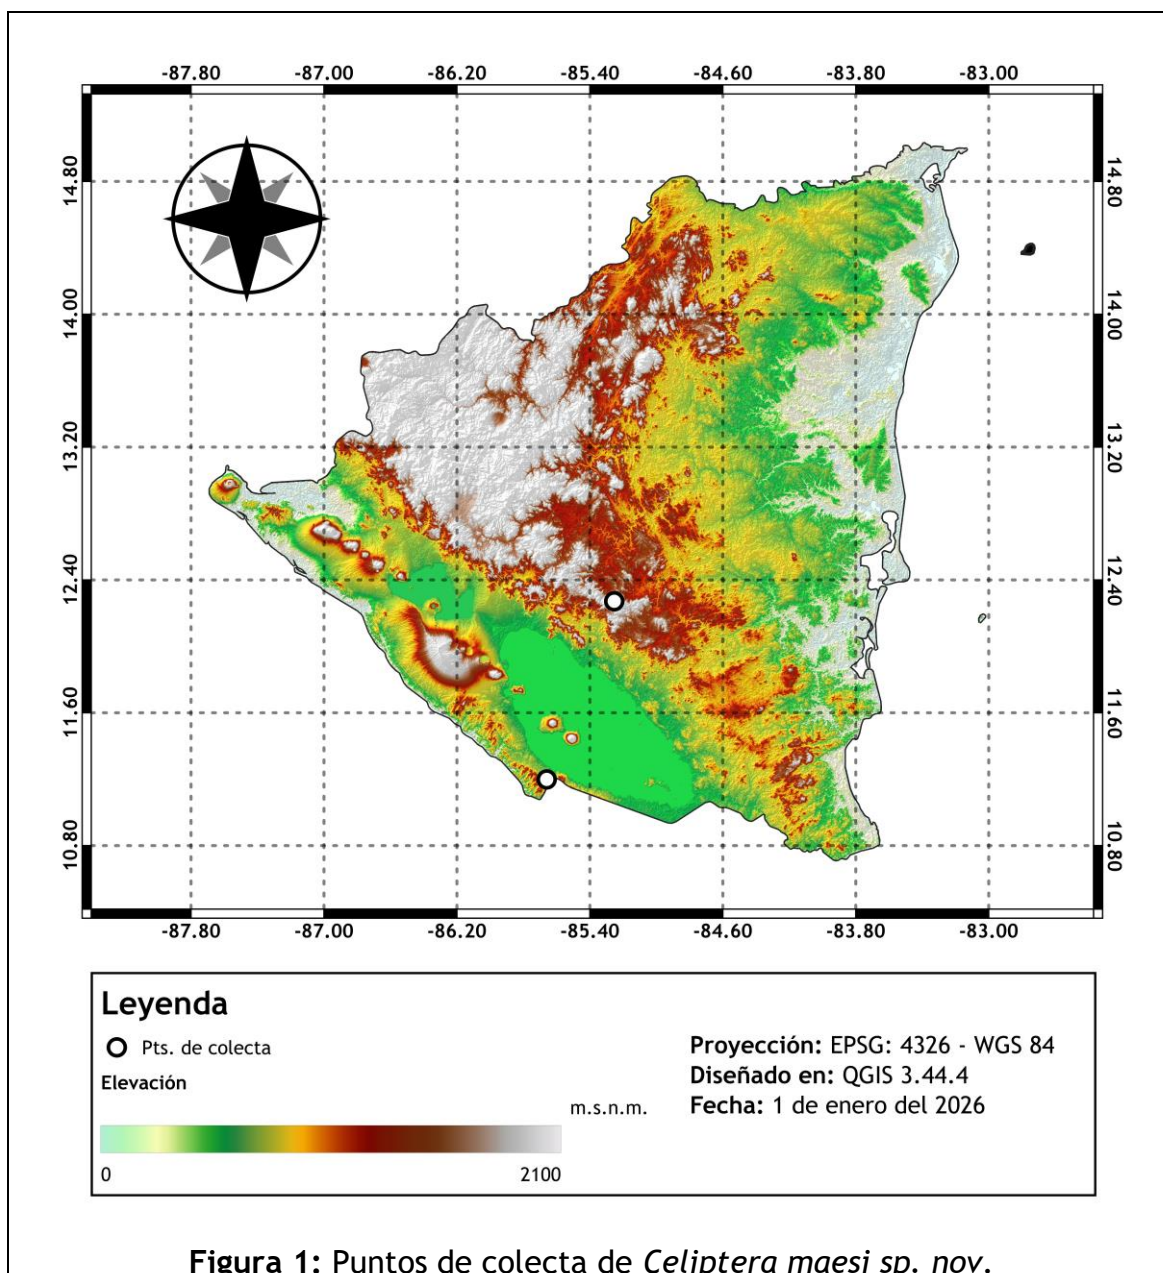 -87.80 -87.00 -86.20 -85.40 -84.60 -83.80 -83.00
14.80 14.80
14.00 14.00
13.20 13.20
12.40 12.40
11.60 11.60
10.80 10.80
-87.80 -87.00 -86.20 -85.40 -84.60 -83.80 -83.00
Leyenda
Pts. de colecta
Elevación
m.s.n.m.
0 2100
Proyección: EPSG: 4326 - WGS 84
Diseñado en: QGIS 3.44.4
Fecha: 1 de enero del 2026
Figura 1: Puntos de colecta de Celiptera maesi sp. nov.